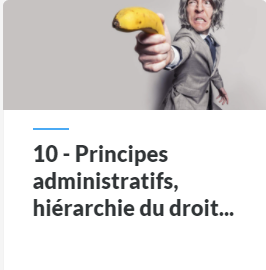 10 - Principes
administratifs,
hiérarchie du droit...